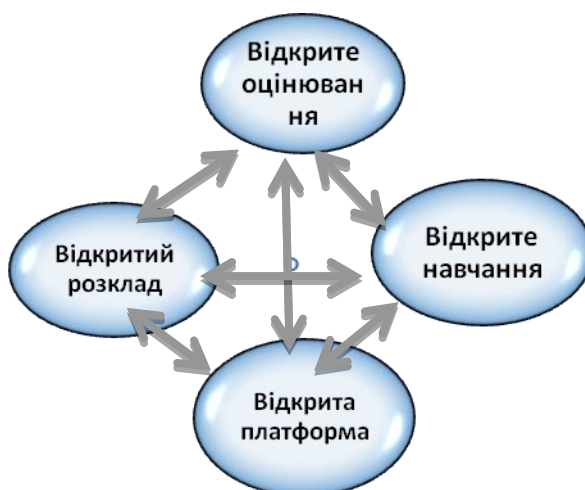 Відкрите
оцінюван
ня
Відкритий
розклад
Відкрите
навчання
Відкрита
платформа